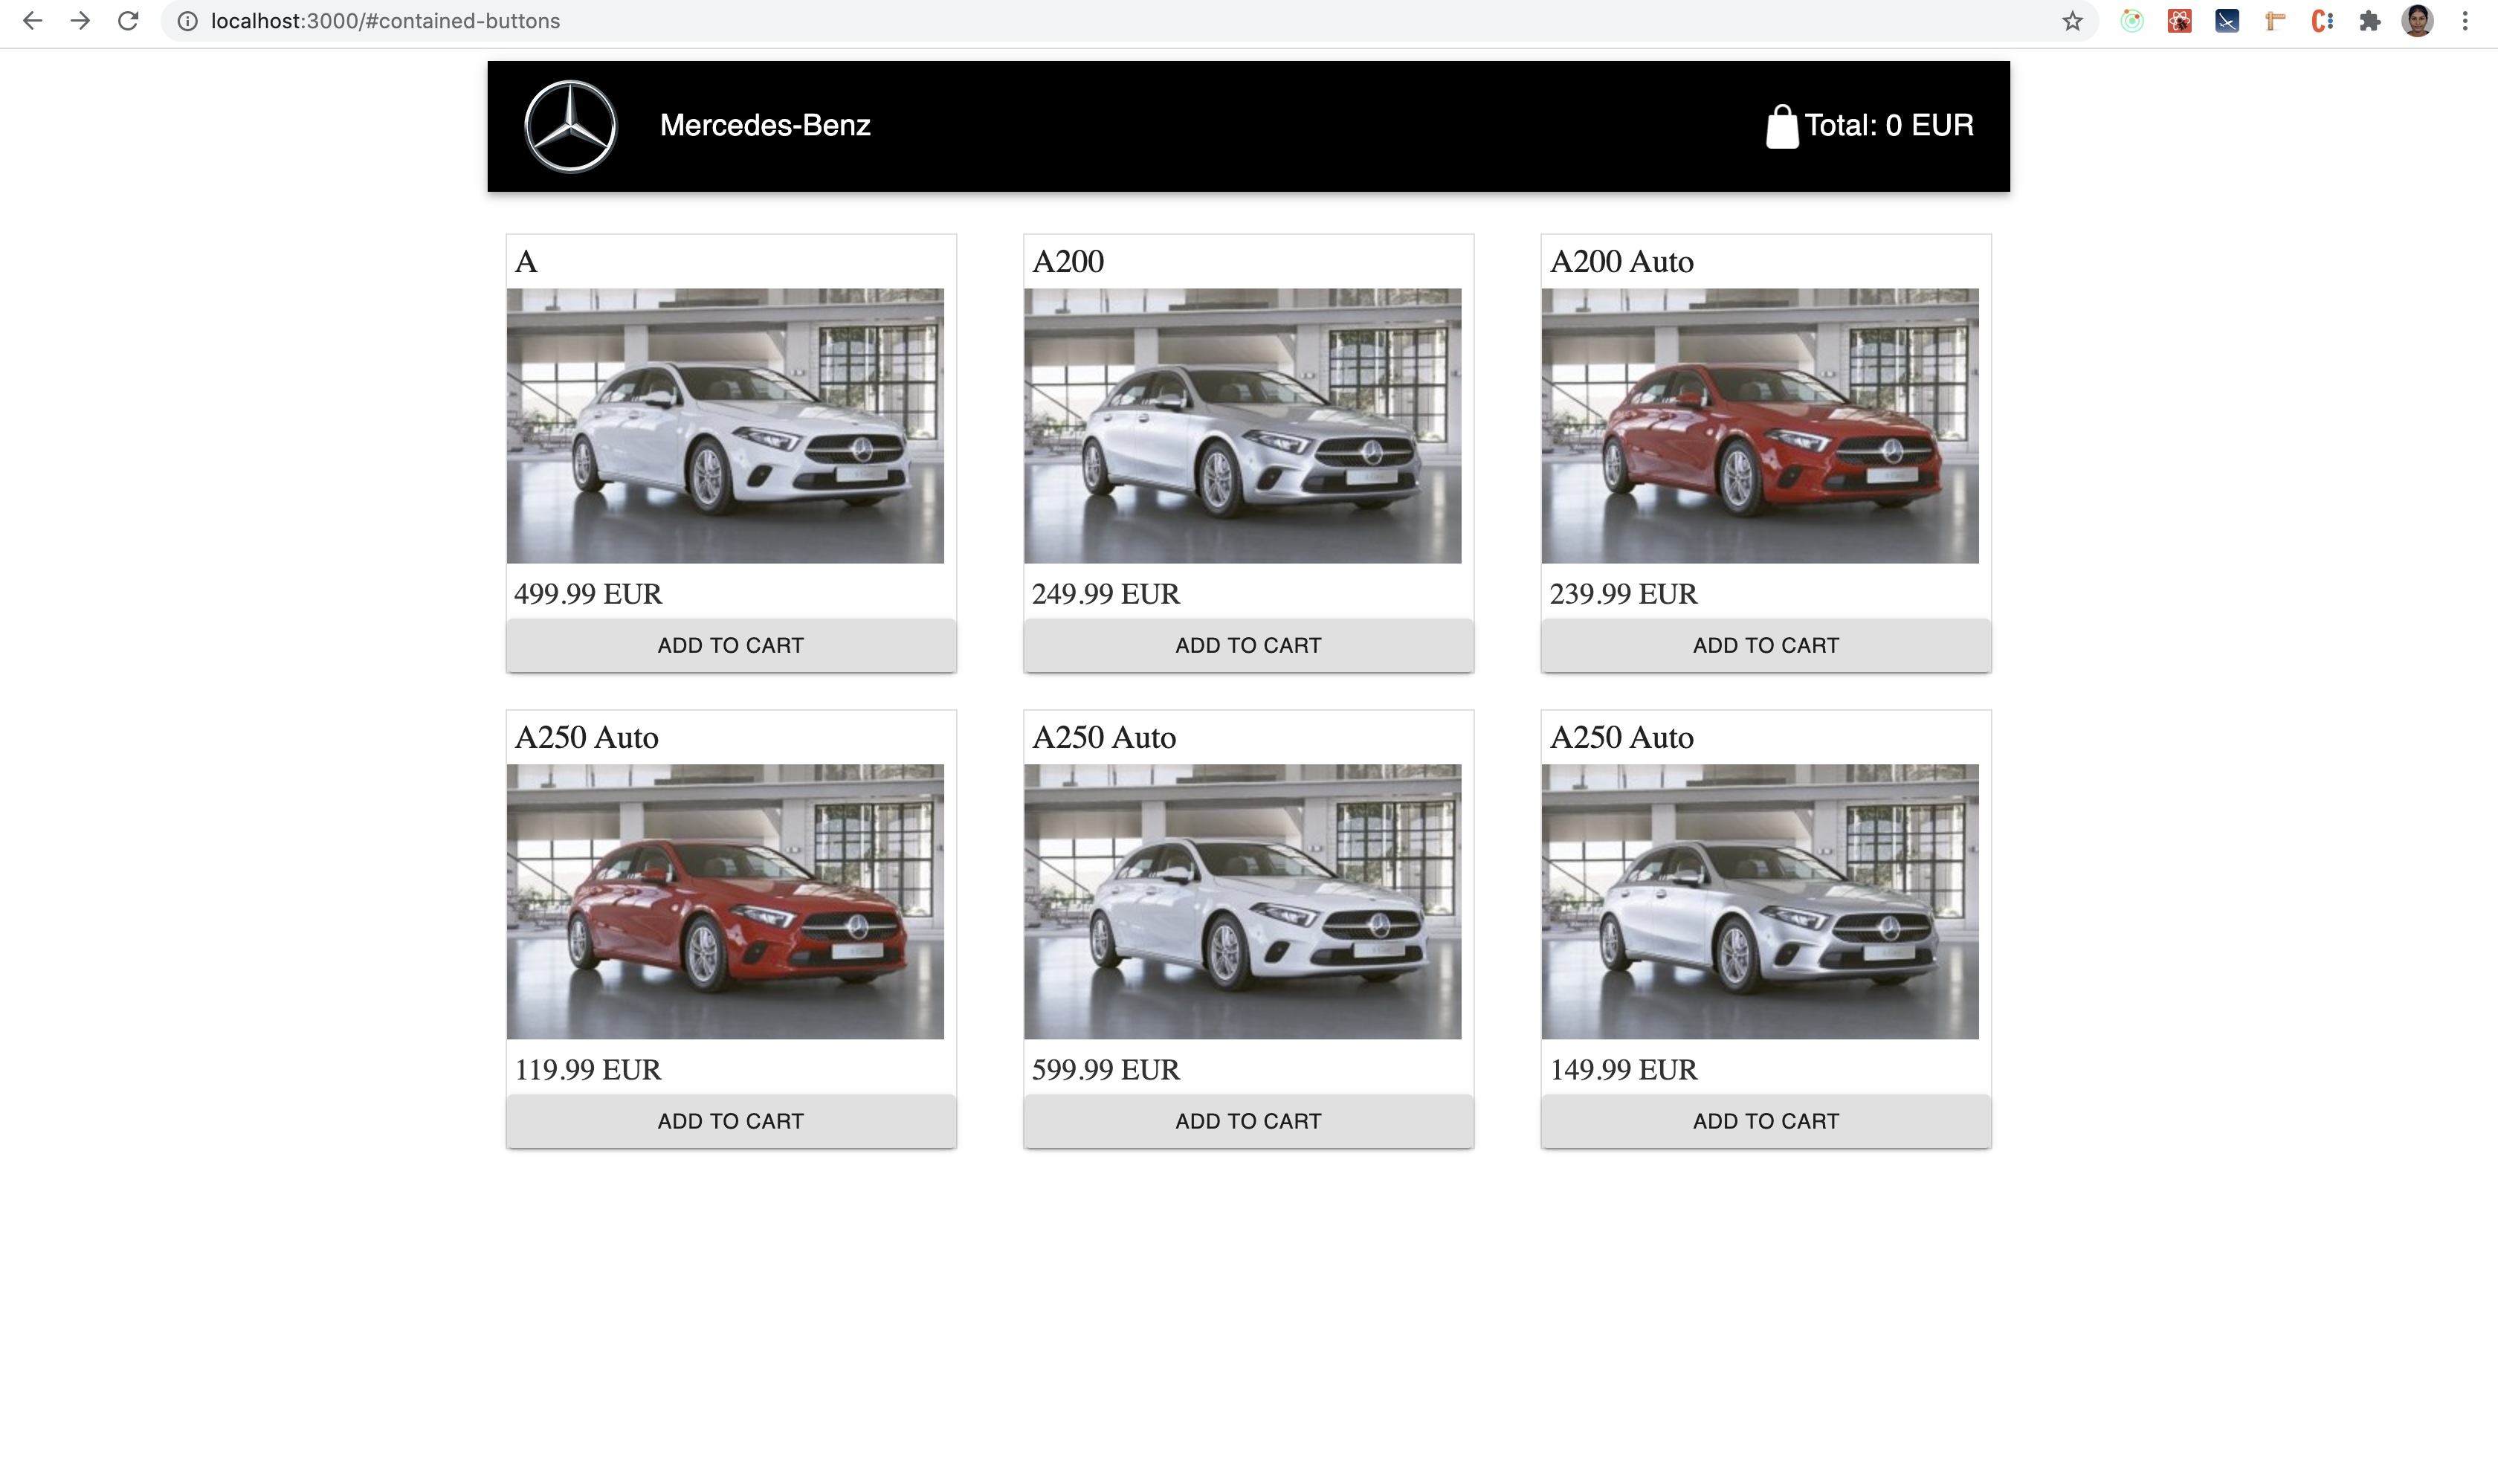 localhost:3000/#contained-buttons
Mercedes-Benz
Total: 0 EUR
A
A200
A200 Auto
499.99 EUR
249.99 EUR
239.99 EUR
ADD TO CART
ADD TO CART
ADD TO CART
A250 Auto
A250 Auto
A250 Auto
119.99 EUR
599.99 EUR
149.99 EUR
ADD TO CART
ADD TO CART
ADD TO CART